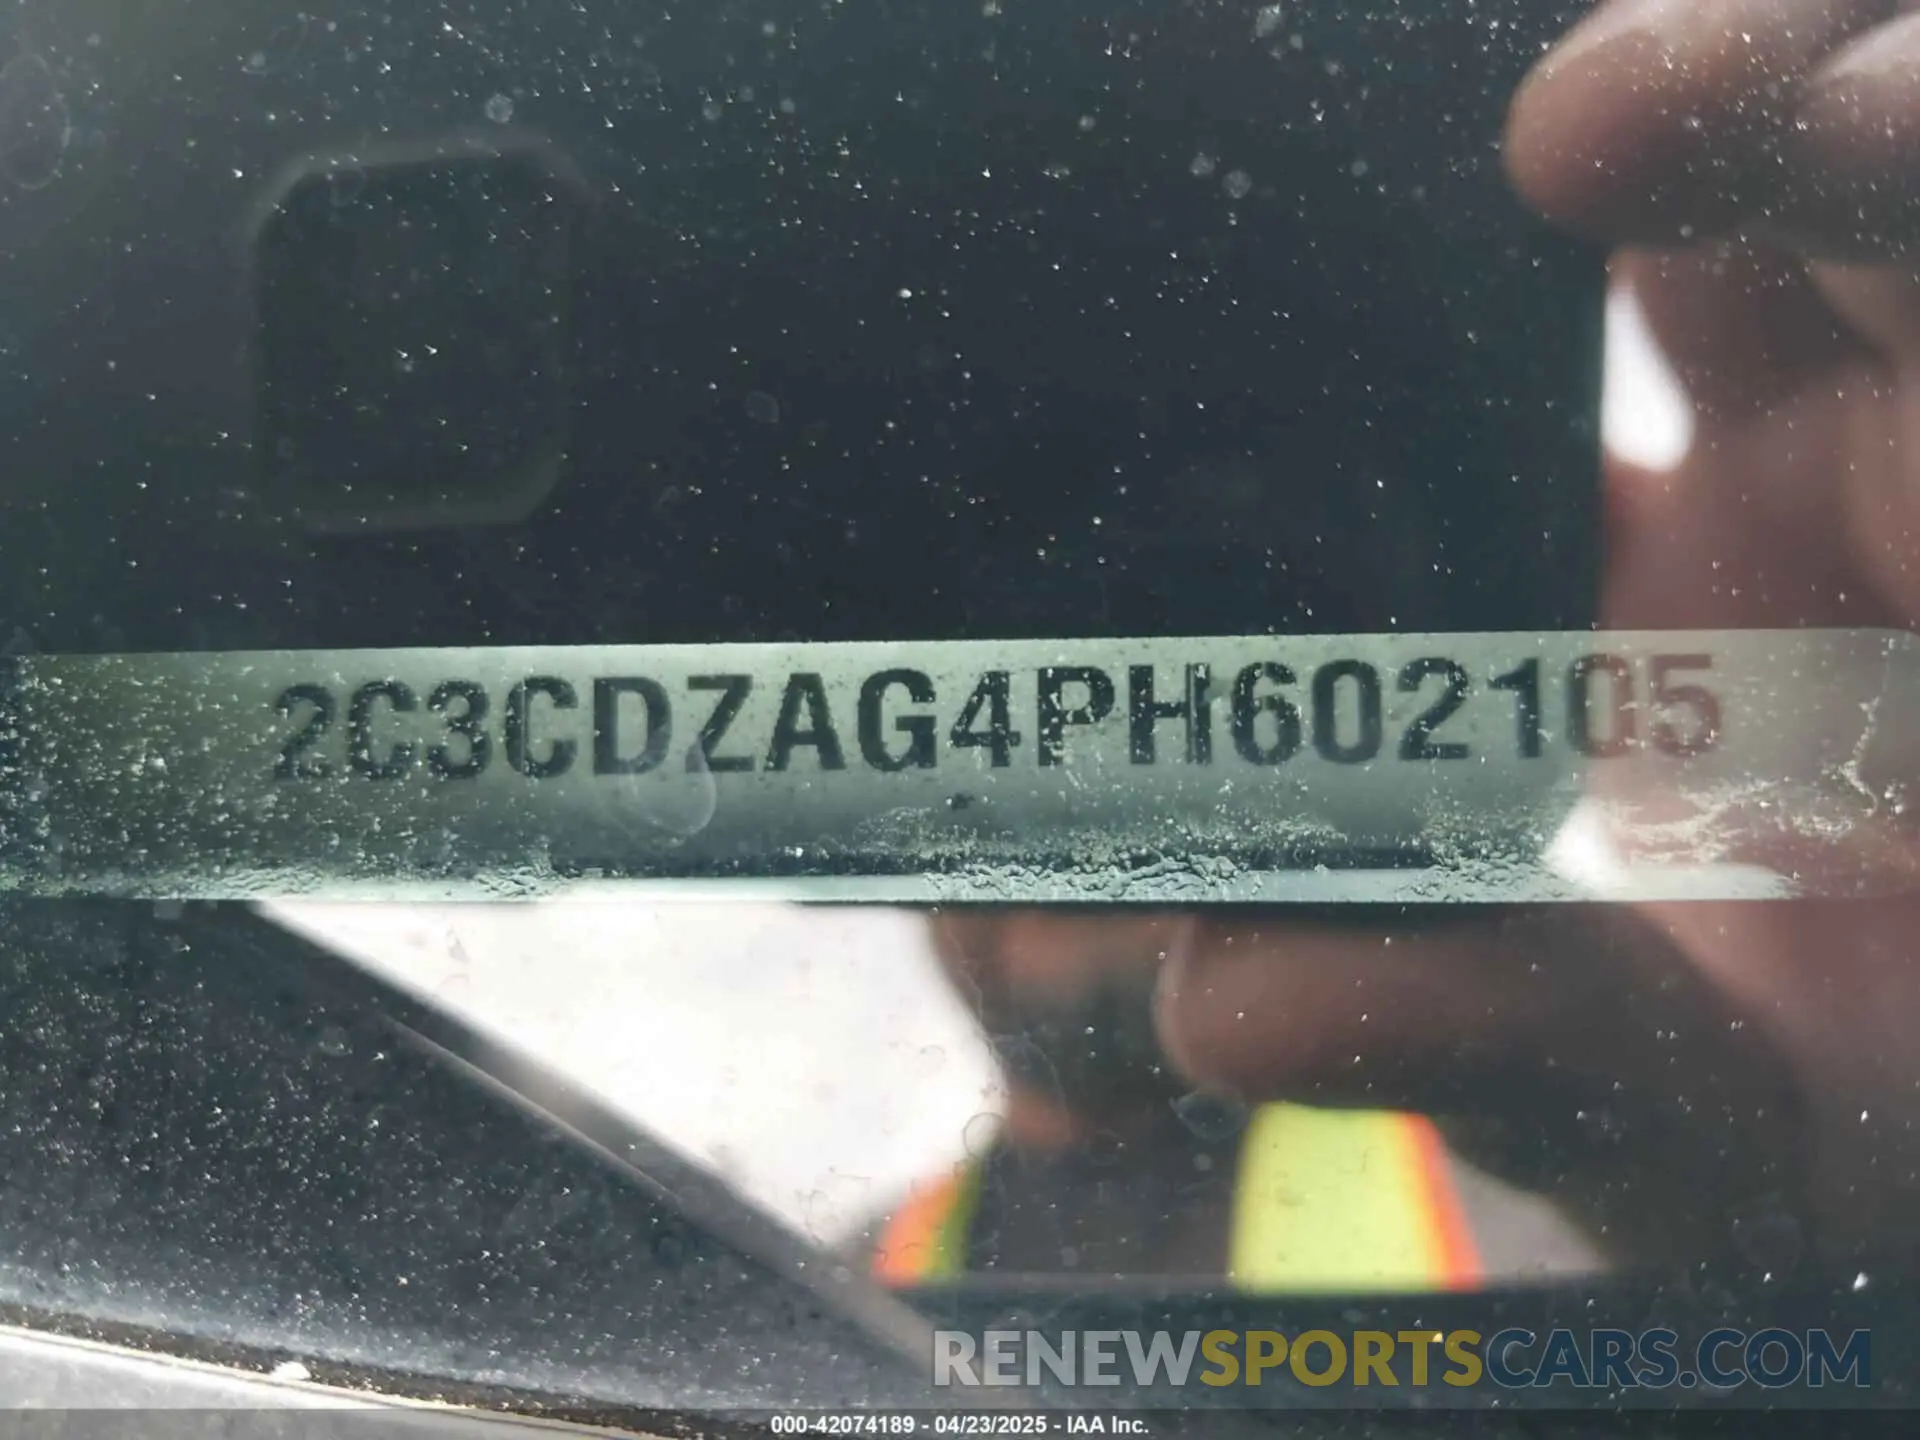 2C3CDZAG4PH602105
RENEWSPORTSCARS.COM
000-42074189 - 04/23/2025 - IAA Inc.